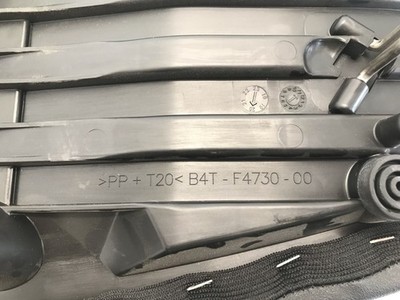 >PP + T20< B4T - F4730 - 00